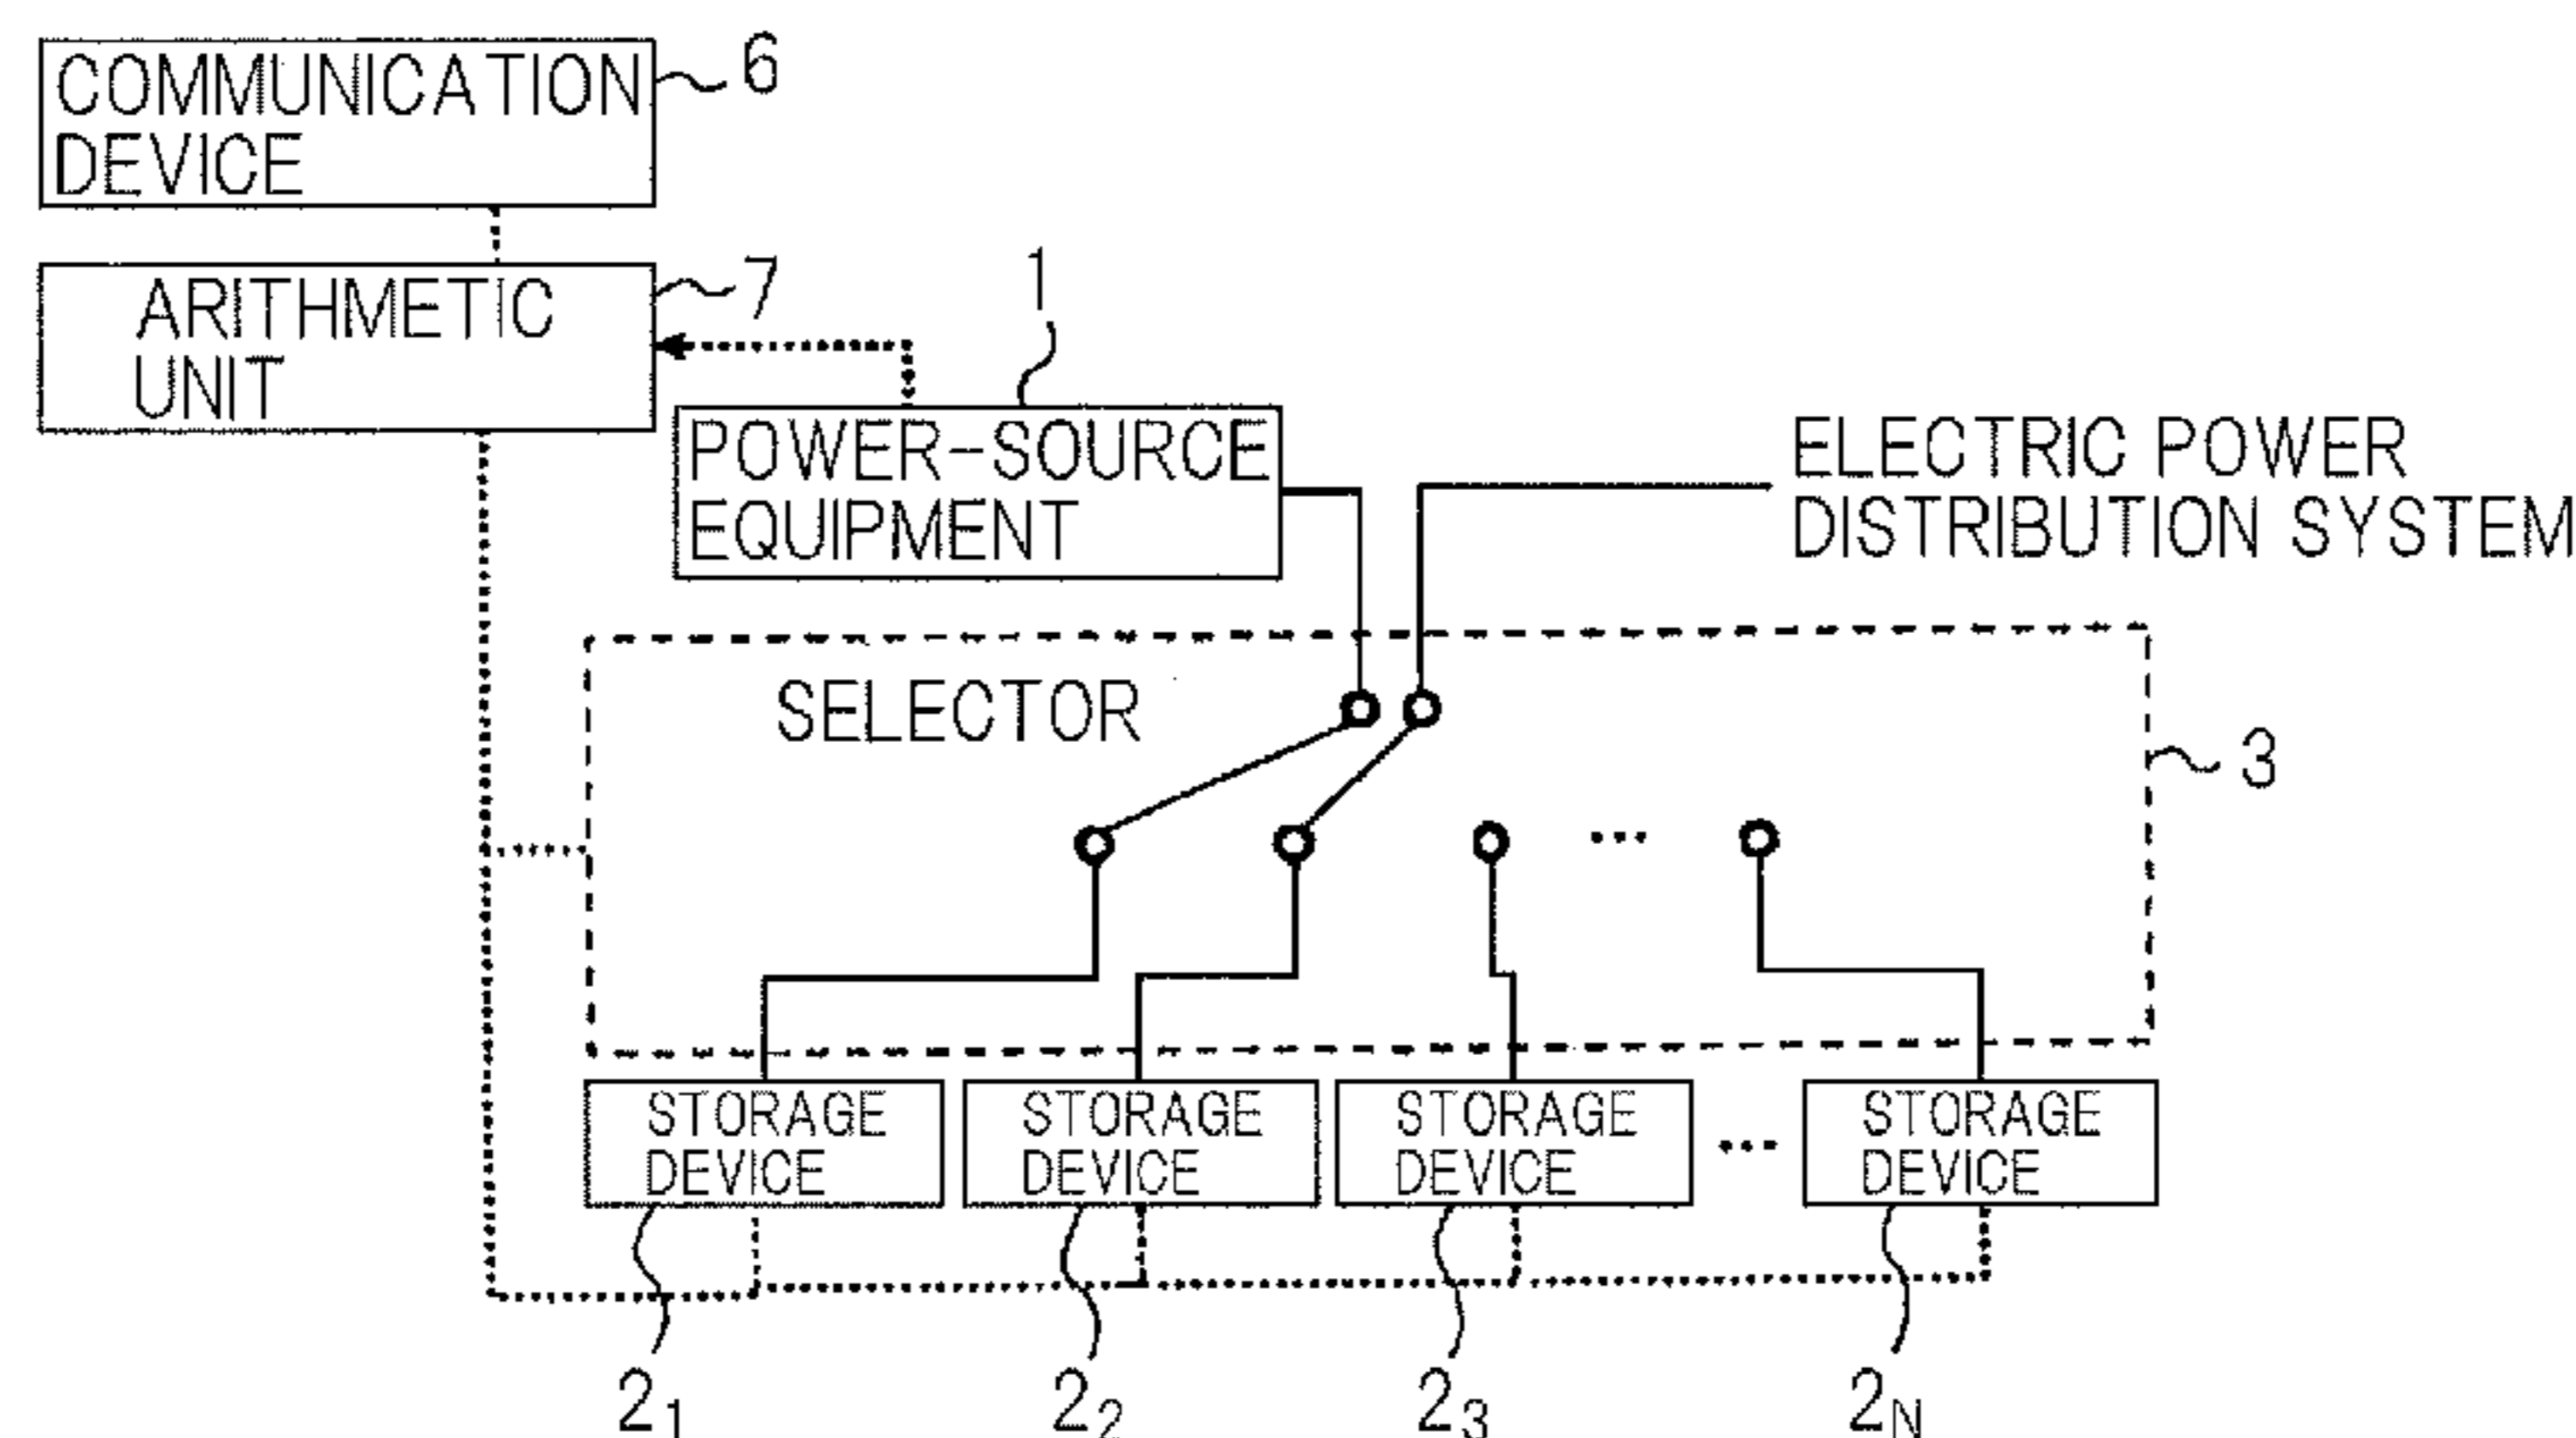 COMMUNICATION
DEVICE
6
ARITHMETIC
UNIT
7
1
POWER-SOURCE
EQUIPMENT
ELECTRIC POWER
DISTRIBUTION SYSTEM
SELECTOR
3
...
STORAGE
DEVICE
STORAGE
DEVICE
STORAGE
DEVICE
...
STORAGE
DEVICE
2₁
2₂
2₃
2N